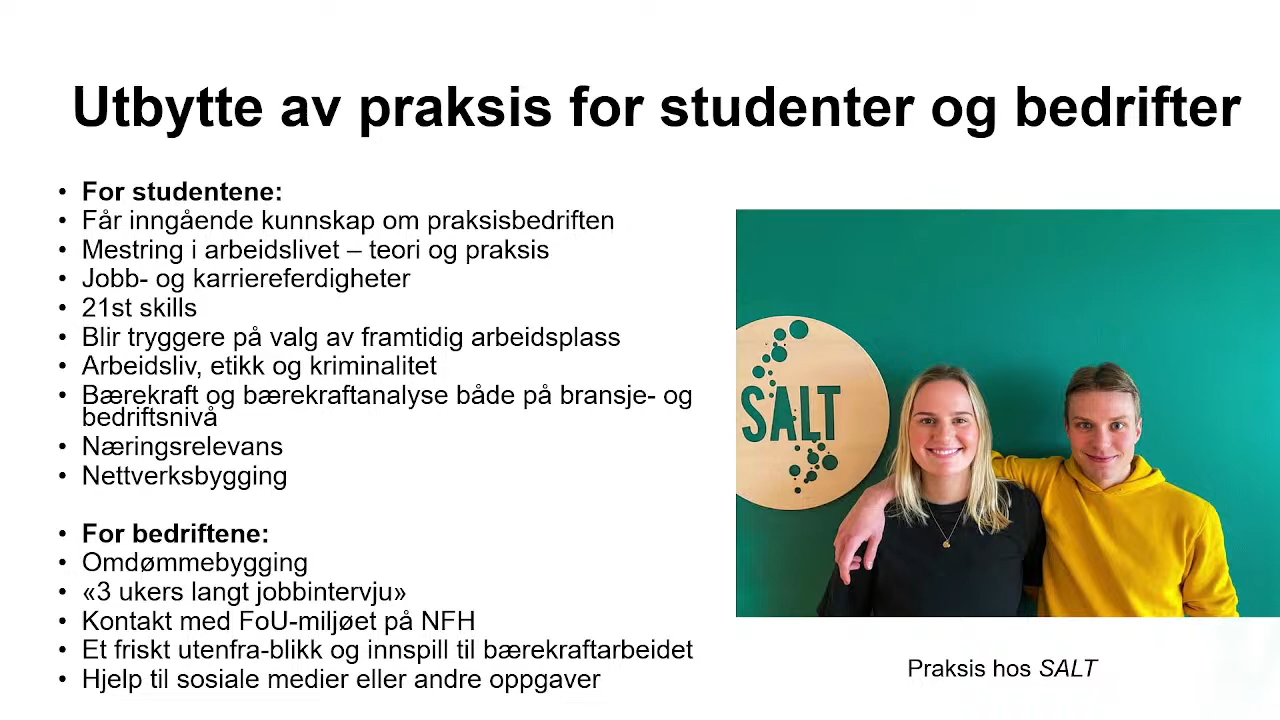 Utbytte av praksis for studenter og bedrifter
• For studentene:
• Får inngående kunnskap om praksisbedriften
• Mestring i arbeidslivet – teori og praksis
• Jobb- og karriereferdigheter
• 21st skills
• Blir tryggere på valg av framtidig arbeidsplass
• Arbeidsliv, etikk og kriminalitet
• Bærekraft og bærekraftanalyse både på bransje- og
bedriftsnivå
• Næringsrelevans
• Nettverksbygging
• For bedriftene:
• Omdømmebygging
• «3 ukers langt jobbintervju»
• Kontakt med FoU-miljøet på NFH
• Et friskt utenfra-blikk og innspill til bærekraftarbeidet
• Hjelp til sosiale medier eller andre oppgaver
SALT
Praksis hos SALT